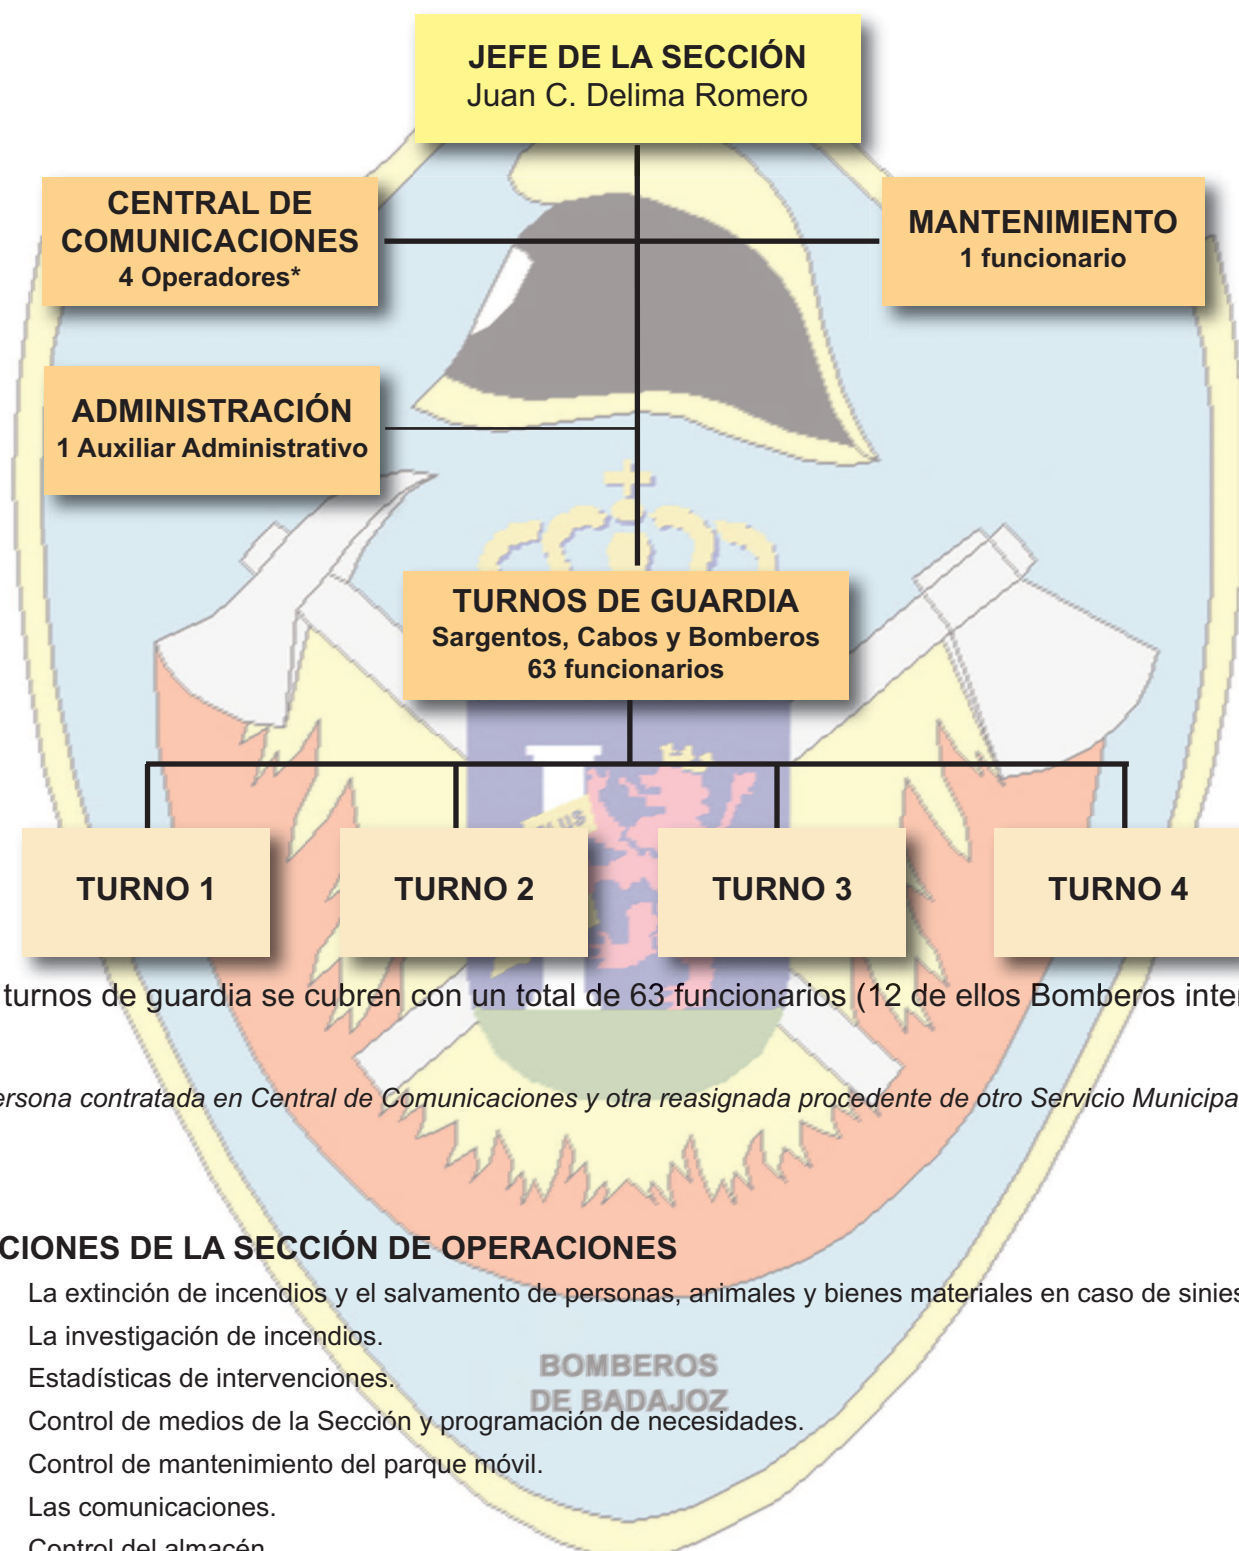 JEFE DE LA SECCIÓN
Juan C. Delima Romero
CENTRAL DE
COMUNICACIONES
4 Operadores*
MANTENIMIENTO
1 funcionario
ADMINISTRACIÓN
1 Auxiliar Administrativo
TURNOS DE GUARDIA
Sargentos, Cabos y Bomberos
63 funcionarios
TURNO 1
TURNO 2
TURNO 3
TURNO 4
turnos de guardia se cubren con un total de 63 funcionarios (12 de ellos Bomberos inter
ersona contratada en Central de Comunicaciones y otra reasignada procedente de otro Servicio Municipa
CIONES DE LA SECCIÓN DE OPERACIONES
La extinción de incendios y el salvamento de personas, animales y bienes materiales en caso de sinies
La investigación de incendios.
Estadísticas de intervenciones.
Control de medios de la Sección y programación de necesidades.
Control de mantenimiento del parque móvil.
Las comunicaciones.
Control del almacén
BOMBEROS
DE BADAJOZ